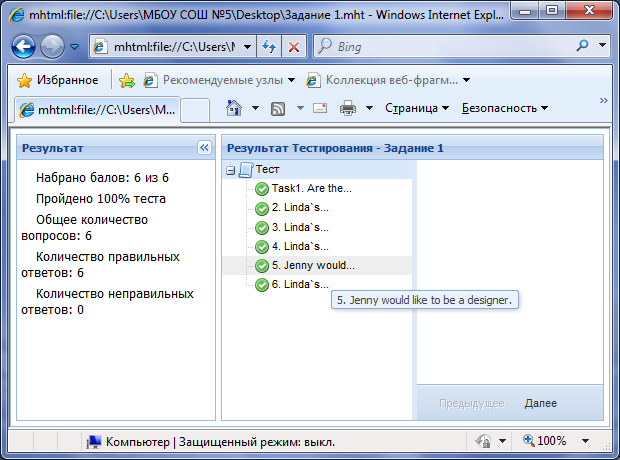 mhtml:file://C:\Users\МБОУ СОШ №5\Desktop\Задание 1.mht - Windows Internet Expl...
mhtml:file://C:\Users\М
Bing
Избранное
Рекомендуемые узлы
Коллекция веб-фрагм...
mhtml:file://C:\Users\М...
Страница
Безопасность
Результат
Результат Тестирования - Задание 1
Набрано балов: 6 из 6
Пройдено 100% теста
Общее количество
вопросов: 6
Количество правильных
ответов: 6
Количество неправильных
ответов: 0
Тест
Task1. Are the...
2. Linda`s...
3. Linda`s...
4. Linda`s...
5. Jenny would...
6. Linda`s...
5. Jenny would like to be a designer.
Предыдущее
Далее
Компьютер | Защищенный режим: выкл.
100%